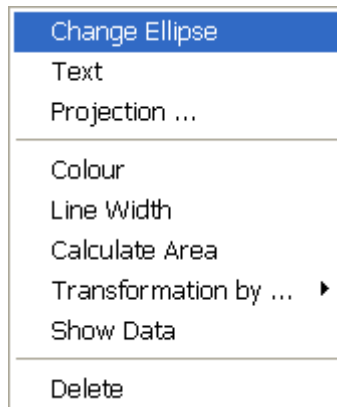 Change Ellipse
Text
Projection ...
Colour
Line Width
Calculate Area
Transformation by ...
Show Data
Delete